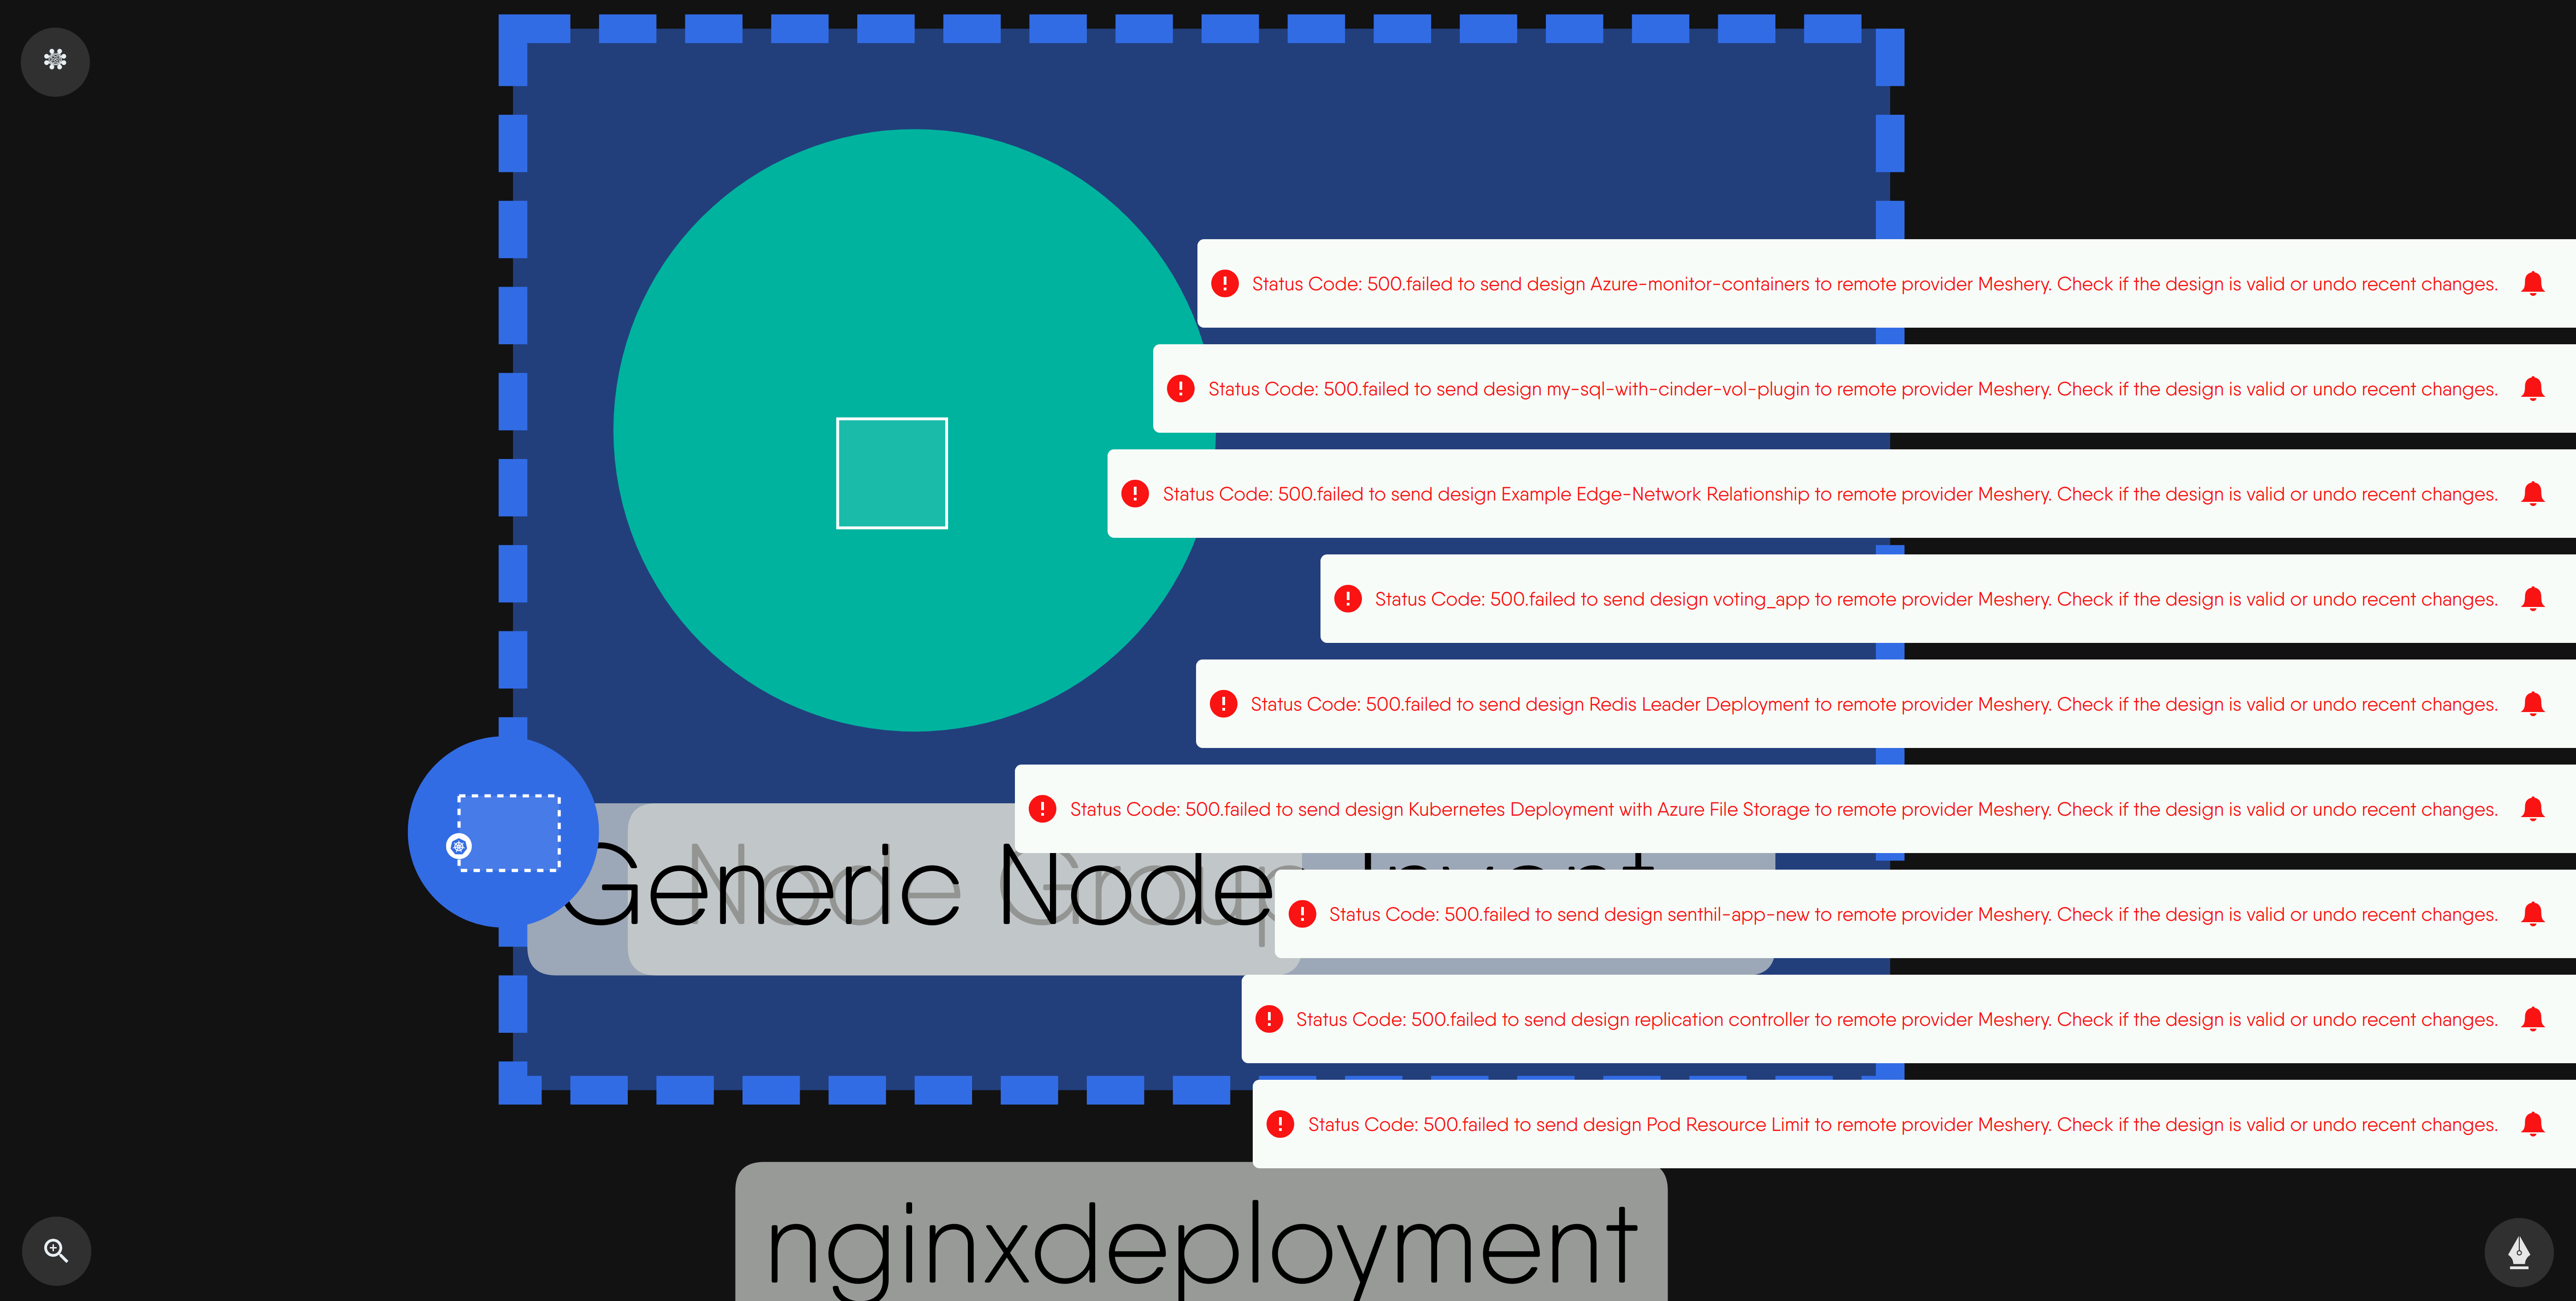 Status Code: 500.failed to send design Azure-monitor-containers to remote provider Meshery. Check if the design is valid or undo recent changes.
Status Code: 500.failed to send design my-sql-with-cinder-vol-plugin to remote provider Meshery. Check if the design is valid or undo recent changes.
Status Code: 500.failed to send design Example Edge-Network Relationship to remote provider Meshery. Check if the design is valid or undo recent changes.
Status Code: 500.failed to send design voting_app to remote provider Meshery. Check if the design is valid or undo recent changes.
Status Code: 500.failed to send design Redis Leader Deployment to remote provider Meshery. Check if the design is valid or undo recent changes.
Status Code: 500.failed to send design Kubernetes Deployment with Azure File Storage to remote provider Meshery. Check if the design is valid or undo recent changes.
Generic Node
Node Group
Status Code: 500.failed to send design senthil-app-new to remote provider Meshery. Check if the design is valid or undo recent changes.
Status Code: 500.failed to send design replication controller to remote provider Meshery. Check if the design is valid or undo recent changes.
Status Code: 500.failed to send design Pod Resource Limit to remote provider Meshery. Check if the design is valid or undo recent changes.
nginxdeployment